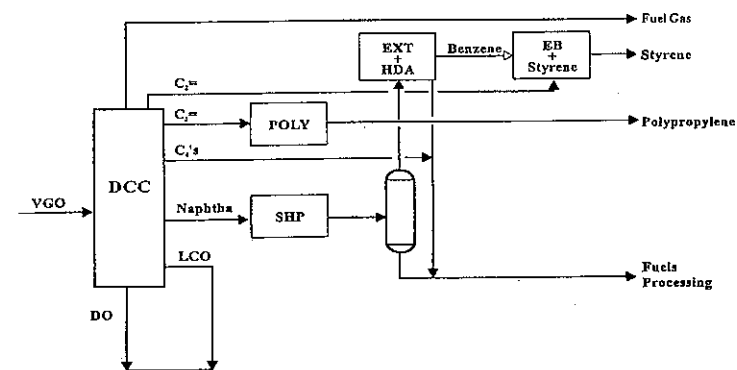 Fuel Gas
EXT
+
HDA
Benzene
EB
+
Styrene
Styrene
C₂=
C₃=
POLY
Polypropylene
C₄'s
DCC
VGO
Naphtha
SHP
LCO
Fuels
Processing
DO